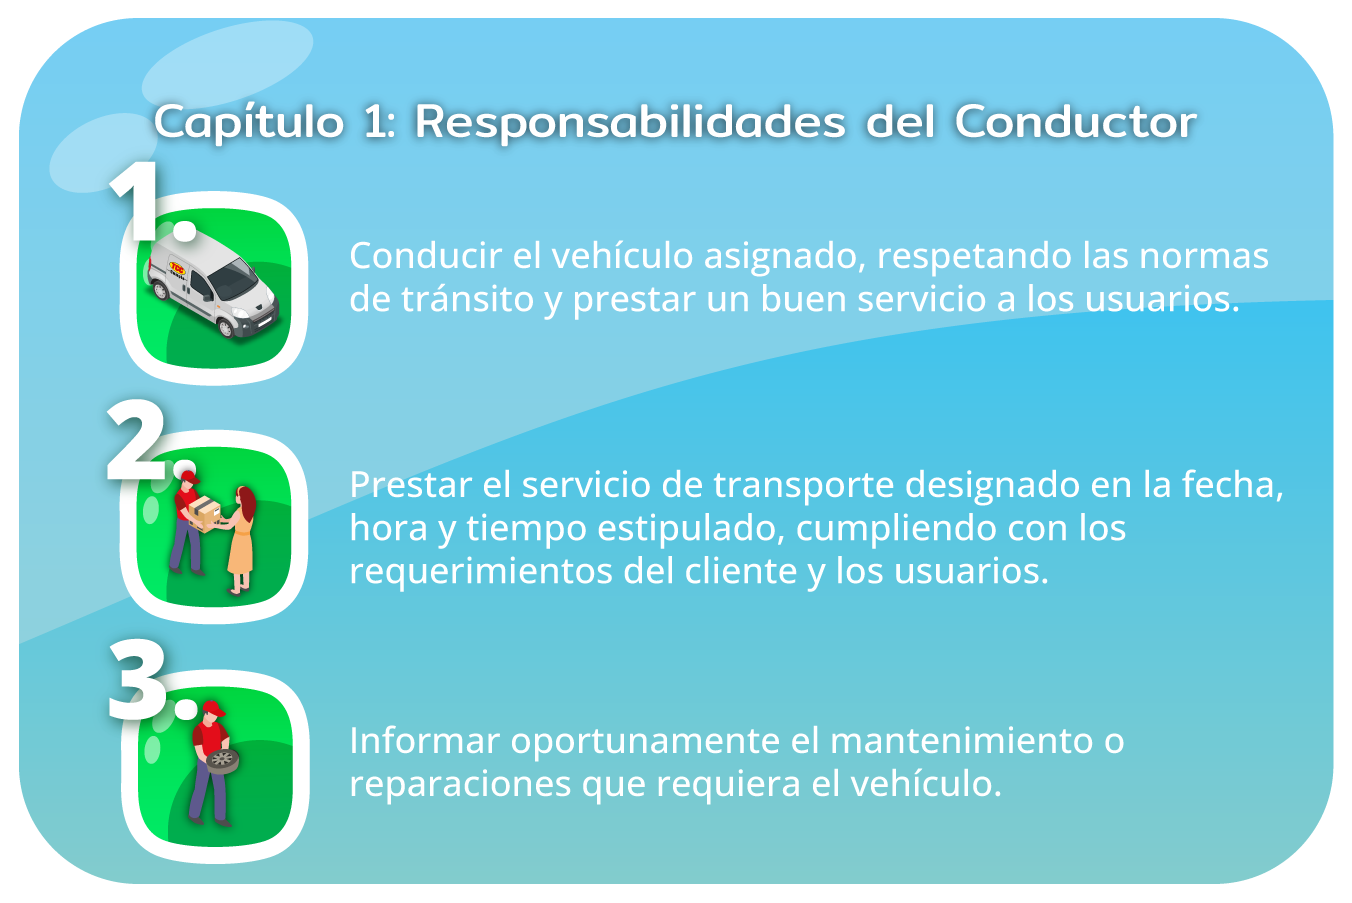 Capítulo 1: Responsabilidades del Conductor
1.
TCC
Conducir el vehículo asignado, respetando las normas
de tránsito y prestar un buen servicio a los usuarios.
2.
Prestar el servicio de transporte designado en la fecha,
hora y tiempo estipulado, cumpliendo con los
requerimientos del cliente y los usuarios.
3.
Informar oportunamente el mantenimiento o
reparaciones que requiera el vehículo.